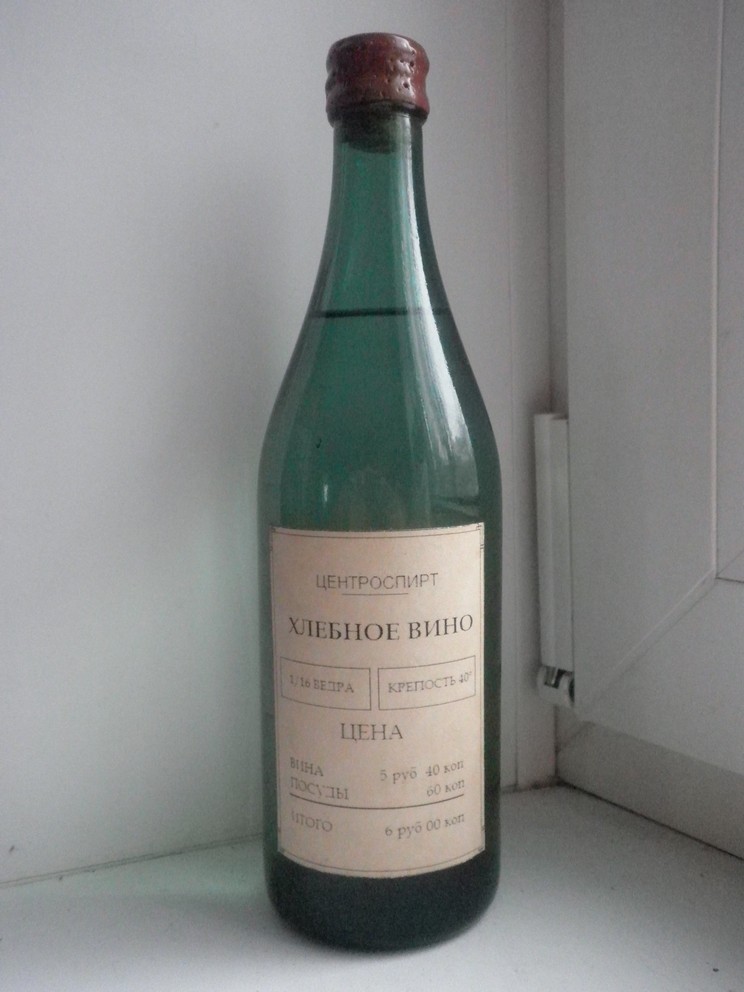 ЦЕНТРОСПИРТ
ХЛЕБНОЕ ВИНО
1/16 ВЕДРА КРЕПОСТЬ 40°
ЦЕНА
ВИНА 5 руб 40 коп
ПОСУДЫ 60 коп
ИТОГО 6 руб 00 коп